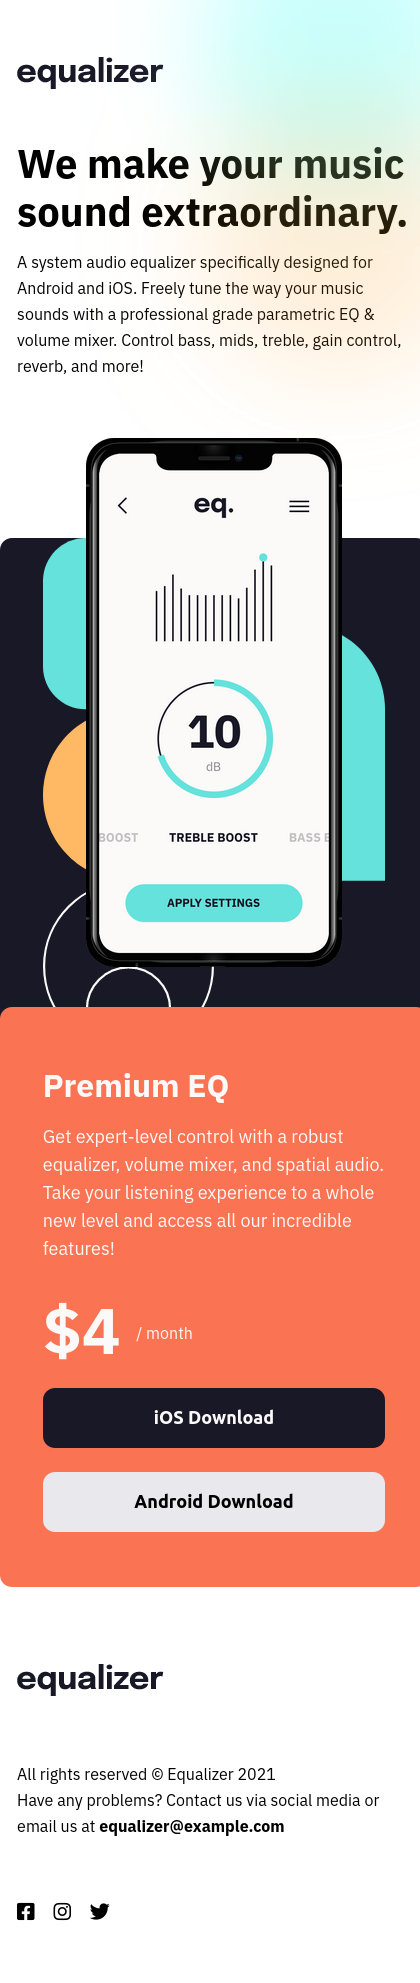 equalizer
We make your music
sound extraordinary.
A system audio equalizer specifically designed for
Android and iOS. Freely tune the way your music
sounds with a professional grade parametric EQ &
volume mixer. Control bass, mids, treble, gain control,
reverb, and more!
eq.
10
dB
BOOST TREBLE BOOST BASS B
APPLY SETTINGS
Premium EQ
Get expert-level control with a robust
equalizer, volume mixer, and spatial audio.
Take your listening experience to a whole
new level and access all our incredible
features!
$4 / month
iOS Download
Android Download
equalizer
All rights reserved © Equalizer 2021
Have any problems? Contact us via social media or
email us at equalizer@example.com